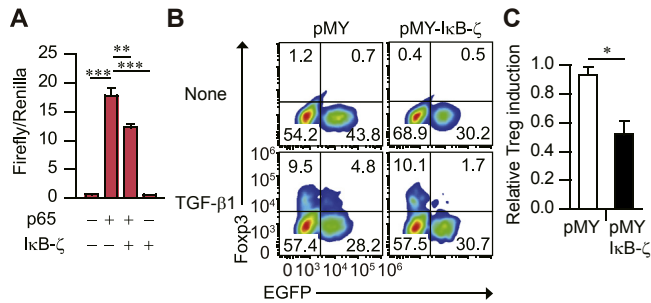 A
Firefly/Renilla
25
20
15
10
5
0
***
**
***
p65 – + + –
IκB-ζ – – + +
B
pMY
pMY-IκB-ζ
None
1.2 0.7
54.2 43.8
0.4 0.5
68.9 30.2
TGF-β1
9.5 4.8
57.4 28.2
10.1 1.7
57.5 30.7
10⁶
10⁵
10⁴
10³
0
Foxp3
0 10³ 10⁴ 10⁵ 10⁶
EGFP
C
Relative Treg induction
1.0
0.8
0.6
0.4
0.2
0.0
*
pMY
pMY
IκB-ζ